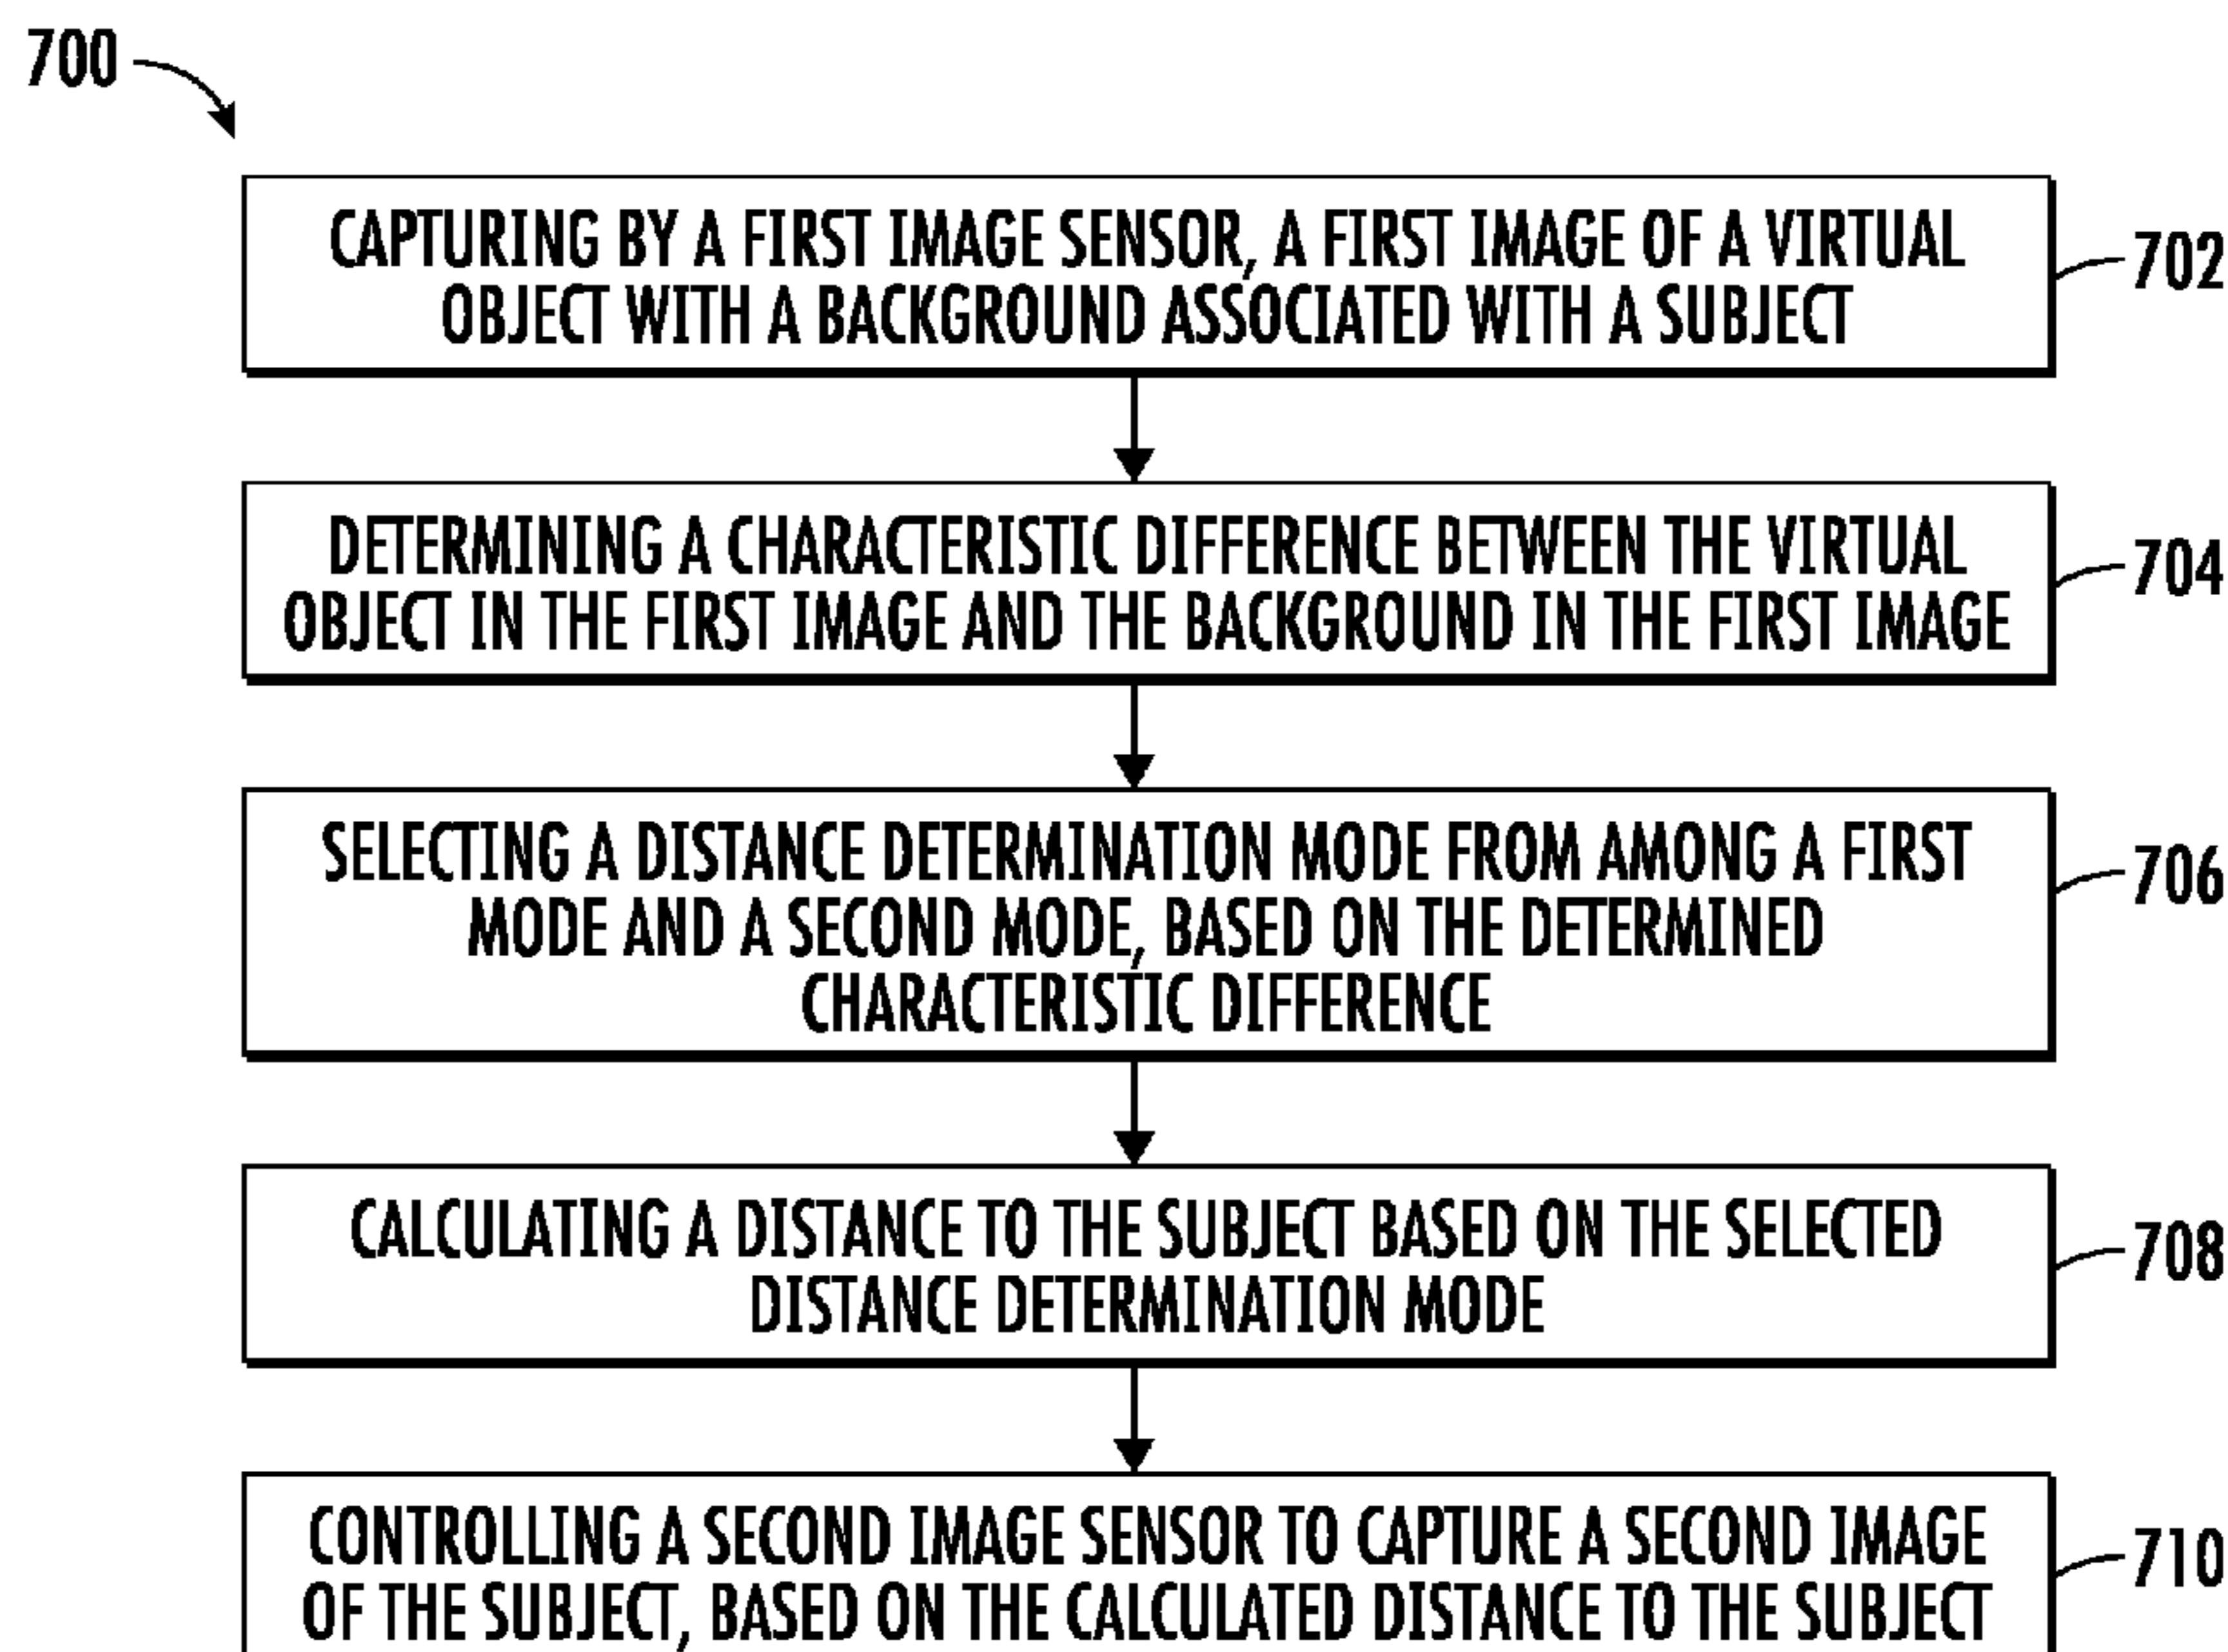 700
CAPTURING BY A FIRST IMAGE SENSOR, A FIRST IMAGE OF A VIRTUAL
OBJECT WITH A BACKGROUND ASSOCIATED WITH A SUBJECT
702
DETERMINING A CHARACTERISTIC DIFFERENCE BETWEEN THE VIRTUAL
OBJECT IN THE FIRST IMAGE AND THE BACKGROUND IN THE FIRST IMAGE
704
SELECTING A DISTANCE DETERMINATION MODE FROM AMONG A FIRST
MODE AND A SECOND MODE, BASED ON THE DETERMINED
CHARACTERISTIC DIFFERENCE
706
CALCULATING A DISTANCE TO THE SUBJECT BASED ON THE SELECTED
DISTANCE DETERMINATION MODE
708
CONTROLLING A SECOND IMAGE SENSOR TO CAPTURE A SECOND IMAGE
OF THE SUBJECT, BASED ON THE CALCULATED DISTANCE TO THE SUBJECT
710